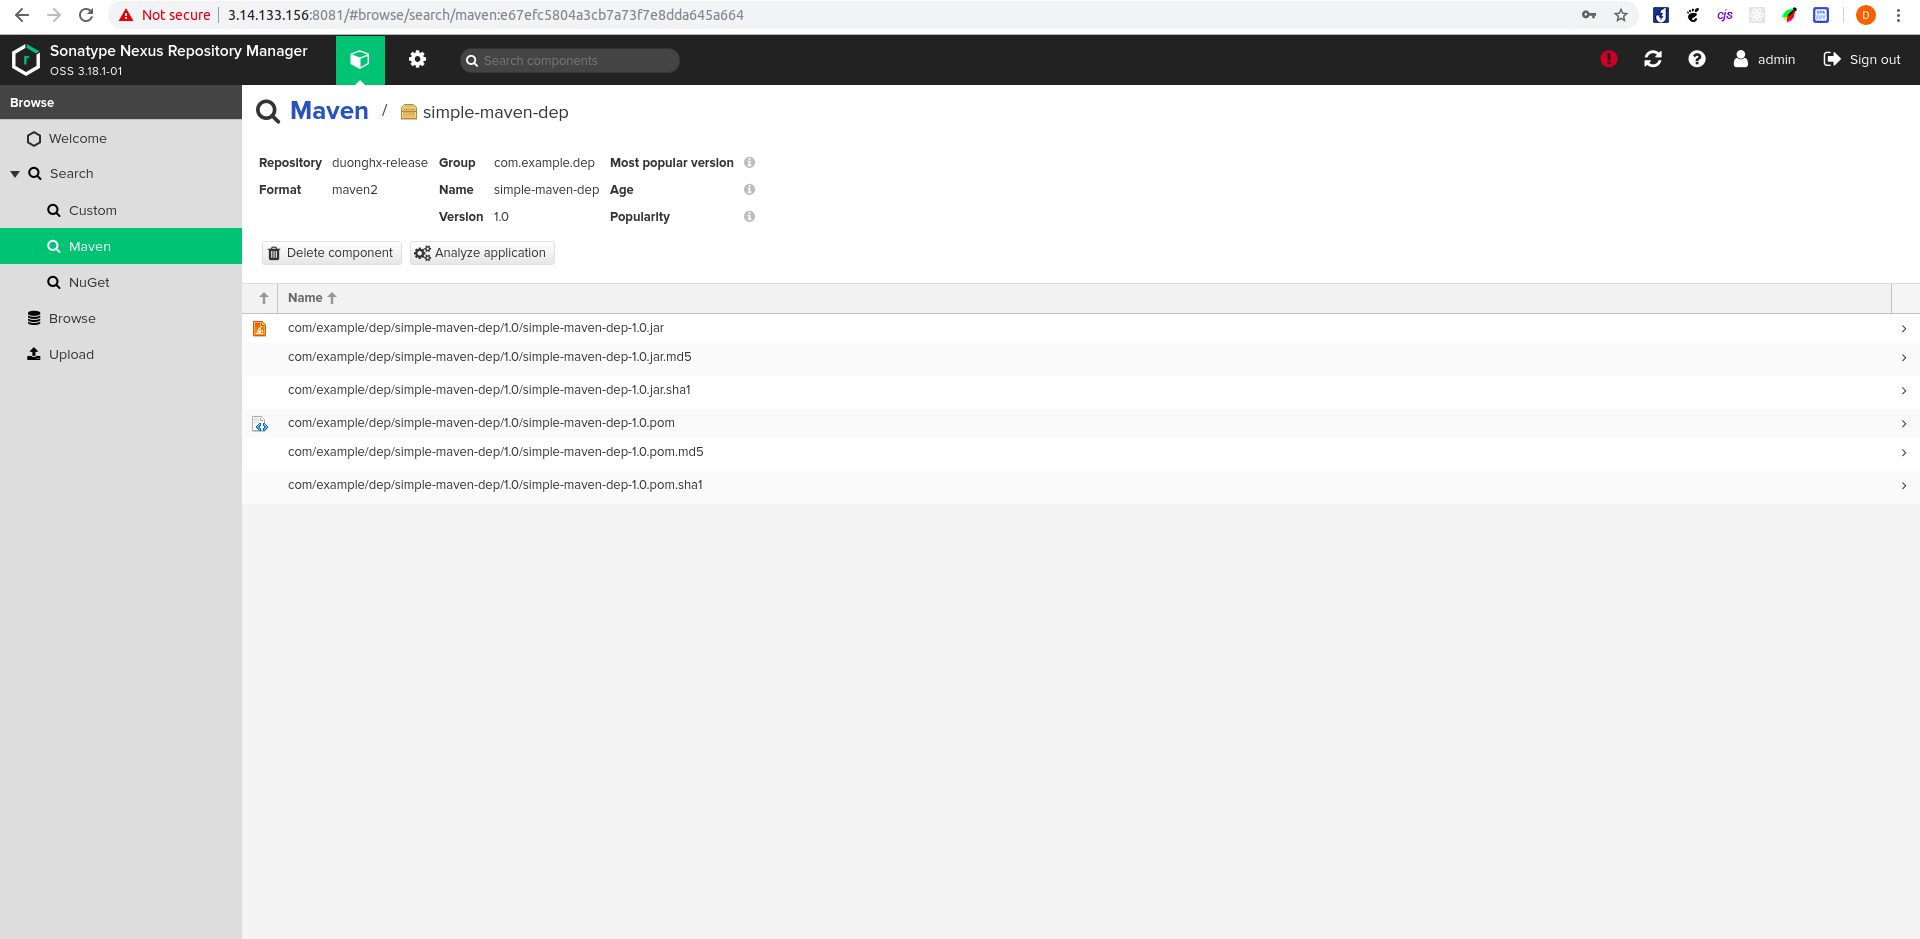 Not secure 3.14.133.156:8081/#browse/search/maven:e67efc5804a3cb7a73f7e8dda645a664
cjs
D
Sonatype Nexus Repository Manager
OSS 3.18.1-01
Search components
admin
Sign out
Browse
Welcome
Search
Custom
Maven
NuGet
Browse
Upload
Maven / simple-maven-dep
Repository duonghx-release Group com.example.dep Most popular version
Format maven2 Name simple-maven-dep Age
Version 1.0 Popularity
Delete component Analyze application
Name
com/example/dep/simple-maven-dep/1.0/simple-maven-dep-1.0.jar
com/example/dep/simple-maven-dep/1.0/simple-maven-dep-1.0.jar.md5
com/example/dep/simple-maven-dep/1.0/simple-maven-dep-1.0.jar.sha1
com/example/dep/simple-maven-dep/1.0/simple-maven-dep-1.0.pom
com/example/dep/simple-maven-dep/1.0/simple-maven-dep-1.0.pom.md5
com/example/dep/simple-maven-dep/1.0/simple-maven-dep-1.0.pom.sha1